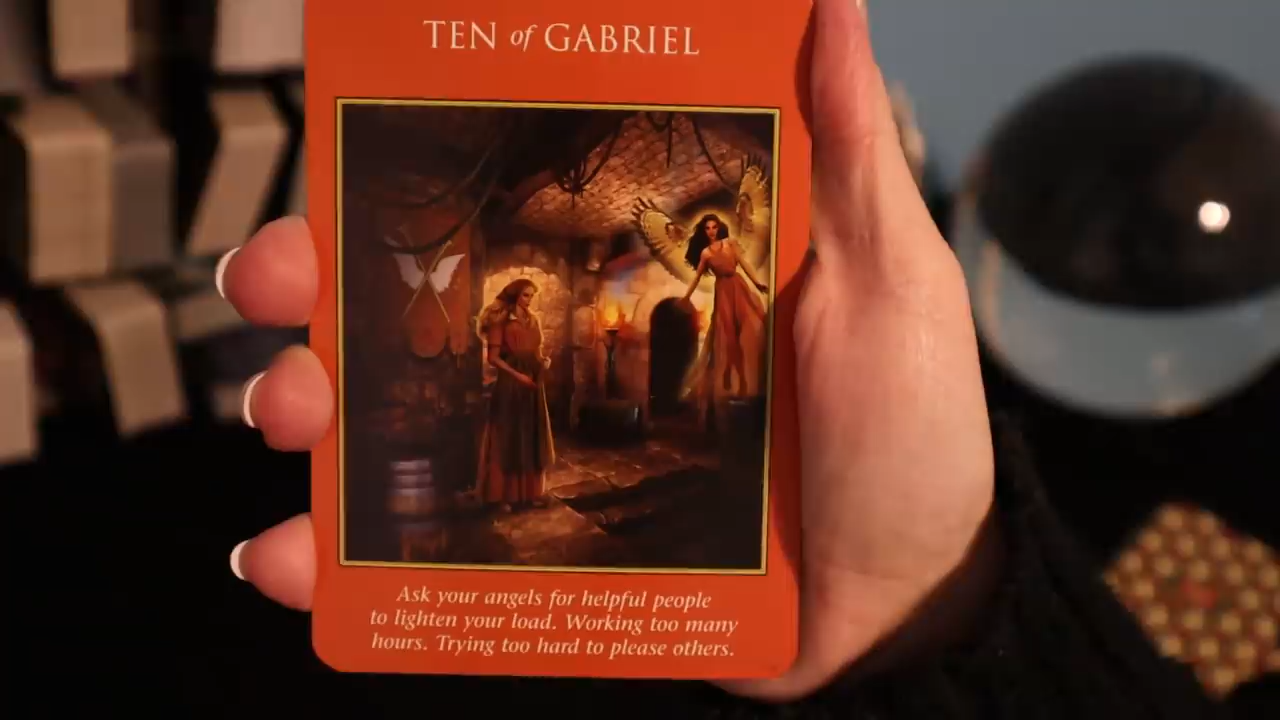 TEN of GABRIEL
Ask your angels for helpful people
to lighten your load. Working too many
hours. Trying too hard to please others.